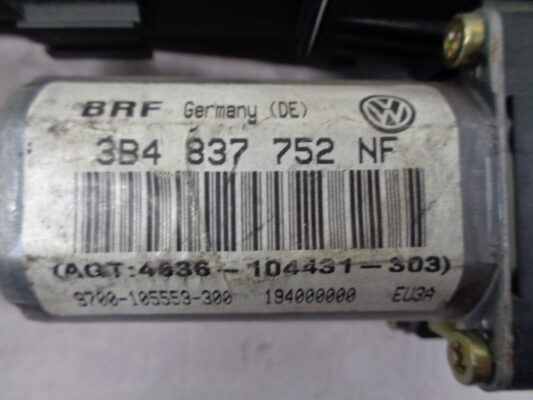 BRF Germany (DE)
3B4 837 752 NF
(AGT:4636-104431-303)
9700-105553-300 194000000 EU3A